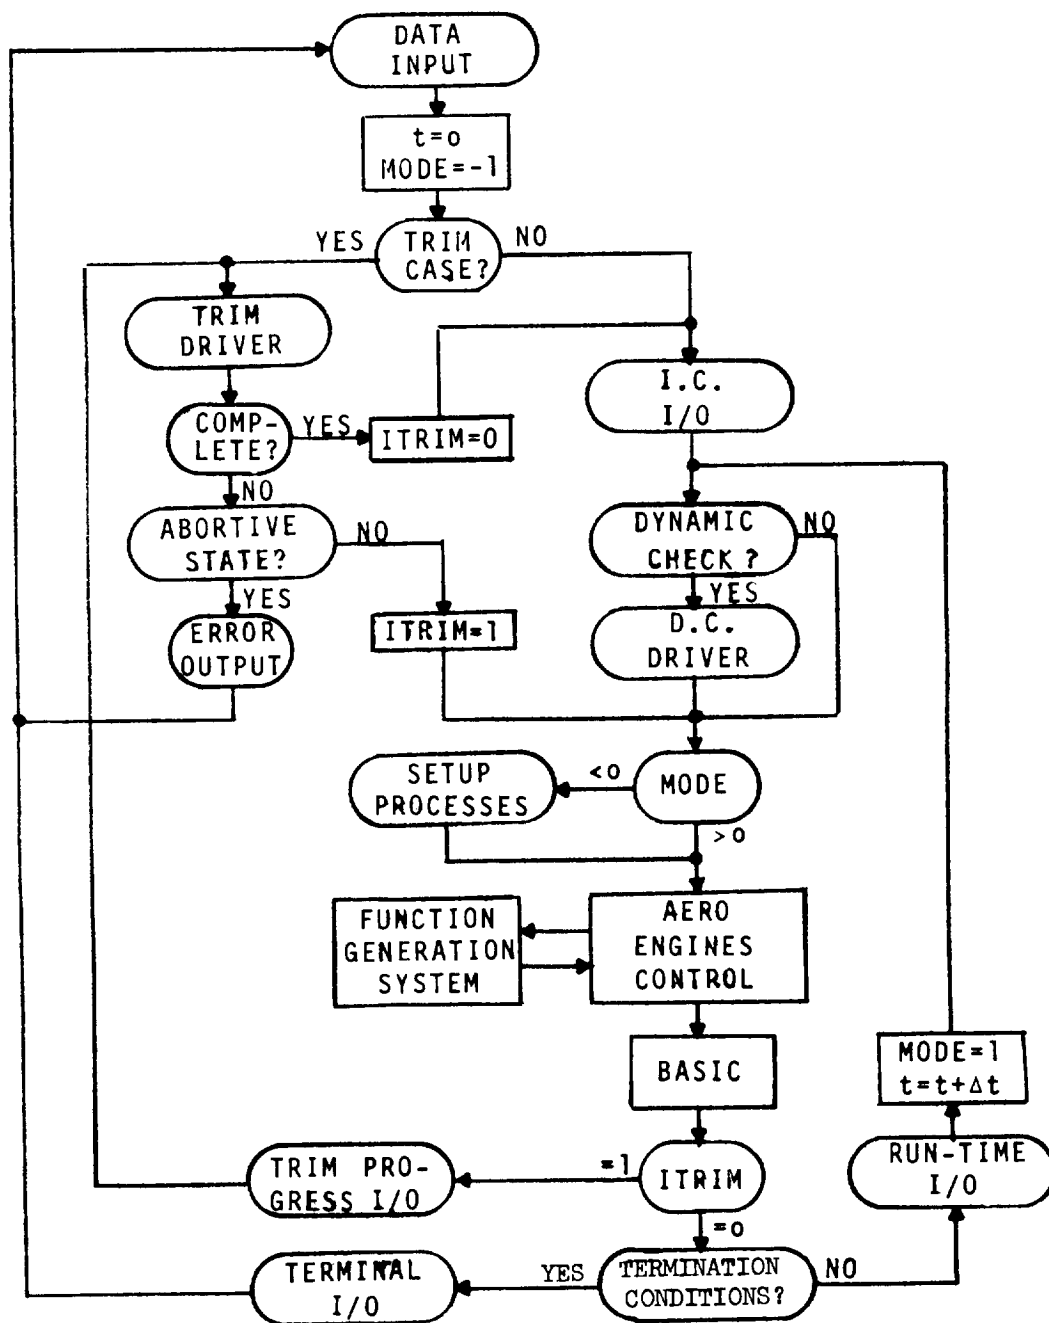 DATA
INPUT
t=o
MODE=-1
YES
TRIM
CASE?
NO
TRIM
DRIVER
I.C.
I/O
COMP-
LETE?
YES
ITRIM=0
NO
ABORTIVE
STATE?
NO
DYNAMIC
CHECK?
NO
YES
YES
ERROR
OUTPUT
ITRIM=1
D.C.
DRIVER
SETUP
PROCESSES
<o
MODE
>o
FUNCTION
GENERATION
SYSTEM
AERO
ENGINES
CONTROL
BASIC
MODE=1
t=t+Δt
TRIM PRO-
GRESS I/O
=1
ITRIM
RUN-TIME
I/O
=o
TERMINAL
I/O
YES
TERMINATION
CONDITIONS?
NO